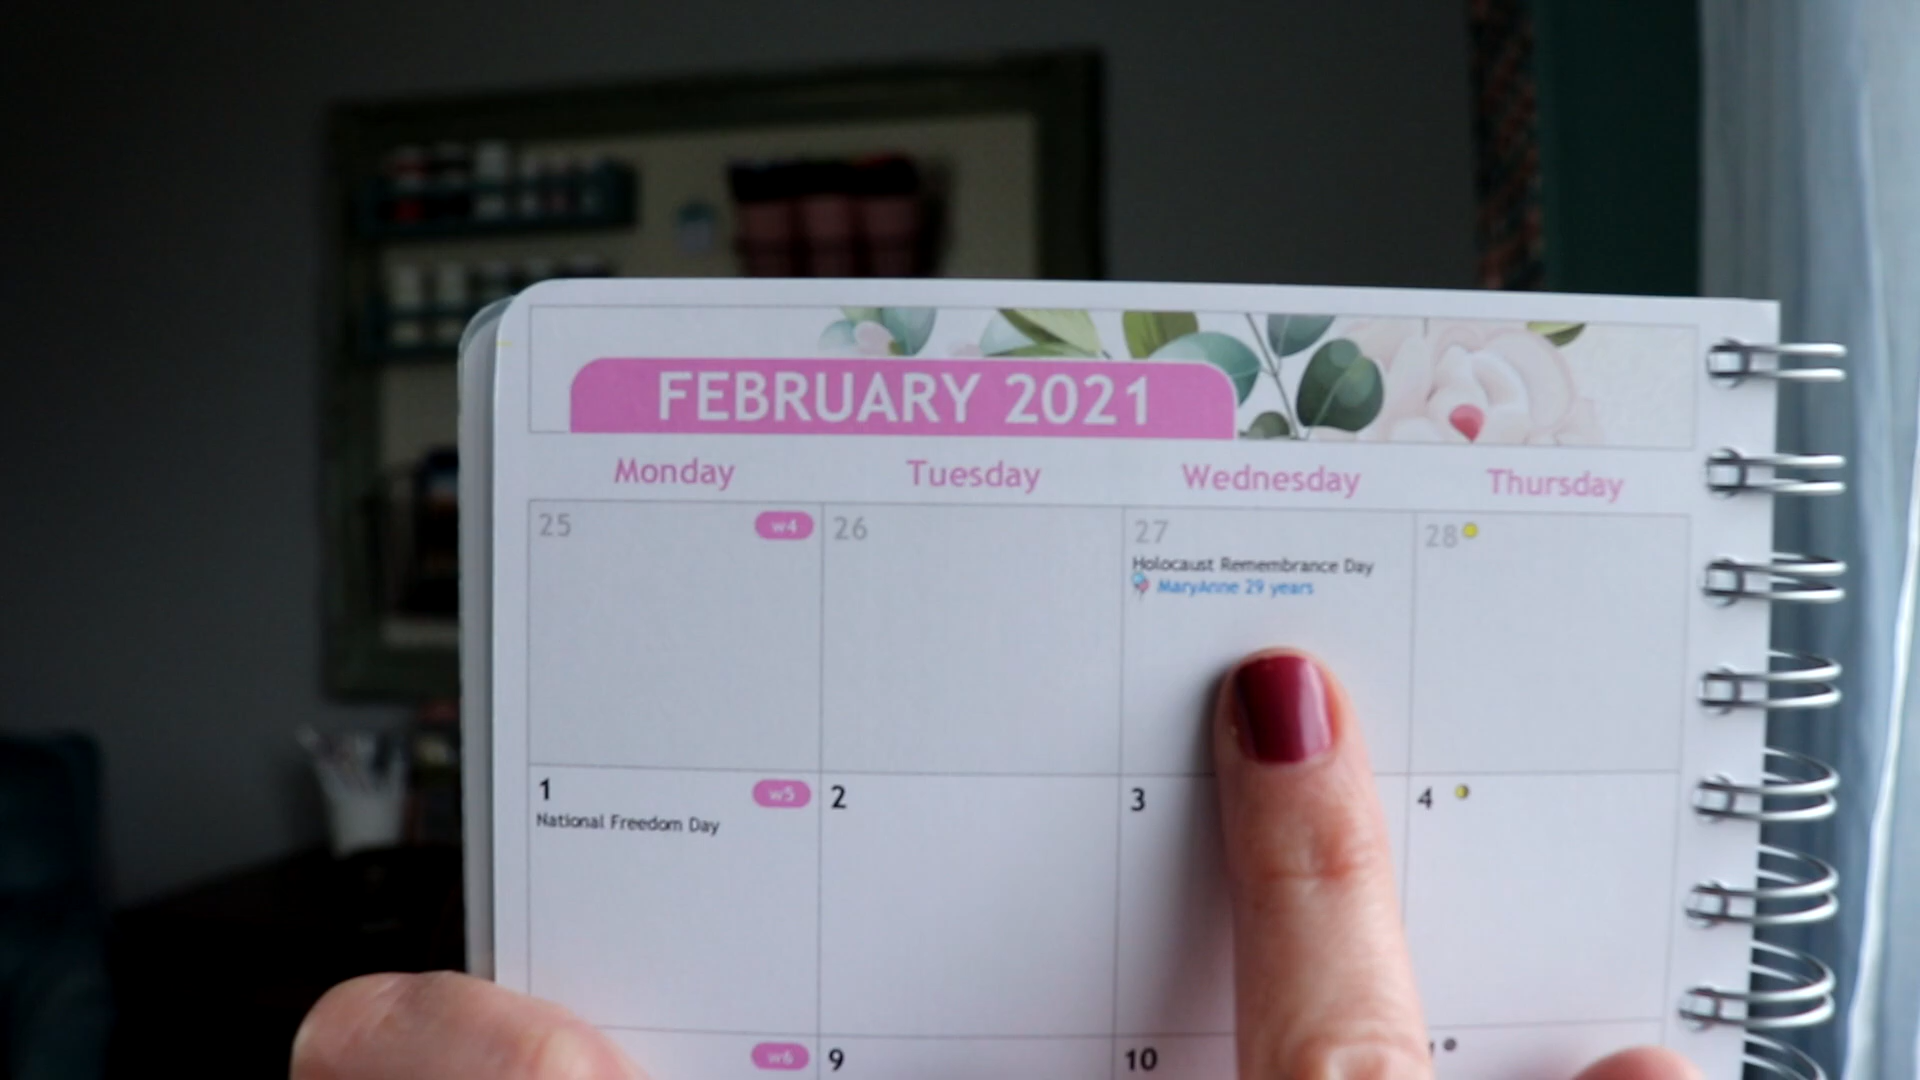 FEBRUARY 2021
Monday Tuesday Wednesday Thursday
25 w4 26 27 28
Holocaust Remembrance Day
MaryAnne 29 years
1 w5 2 3 4
National Freedom Day
w6 9 10